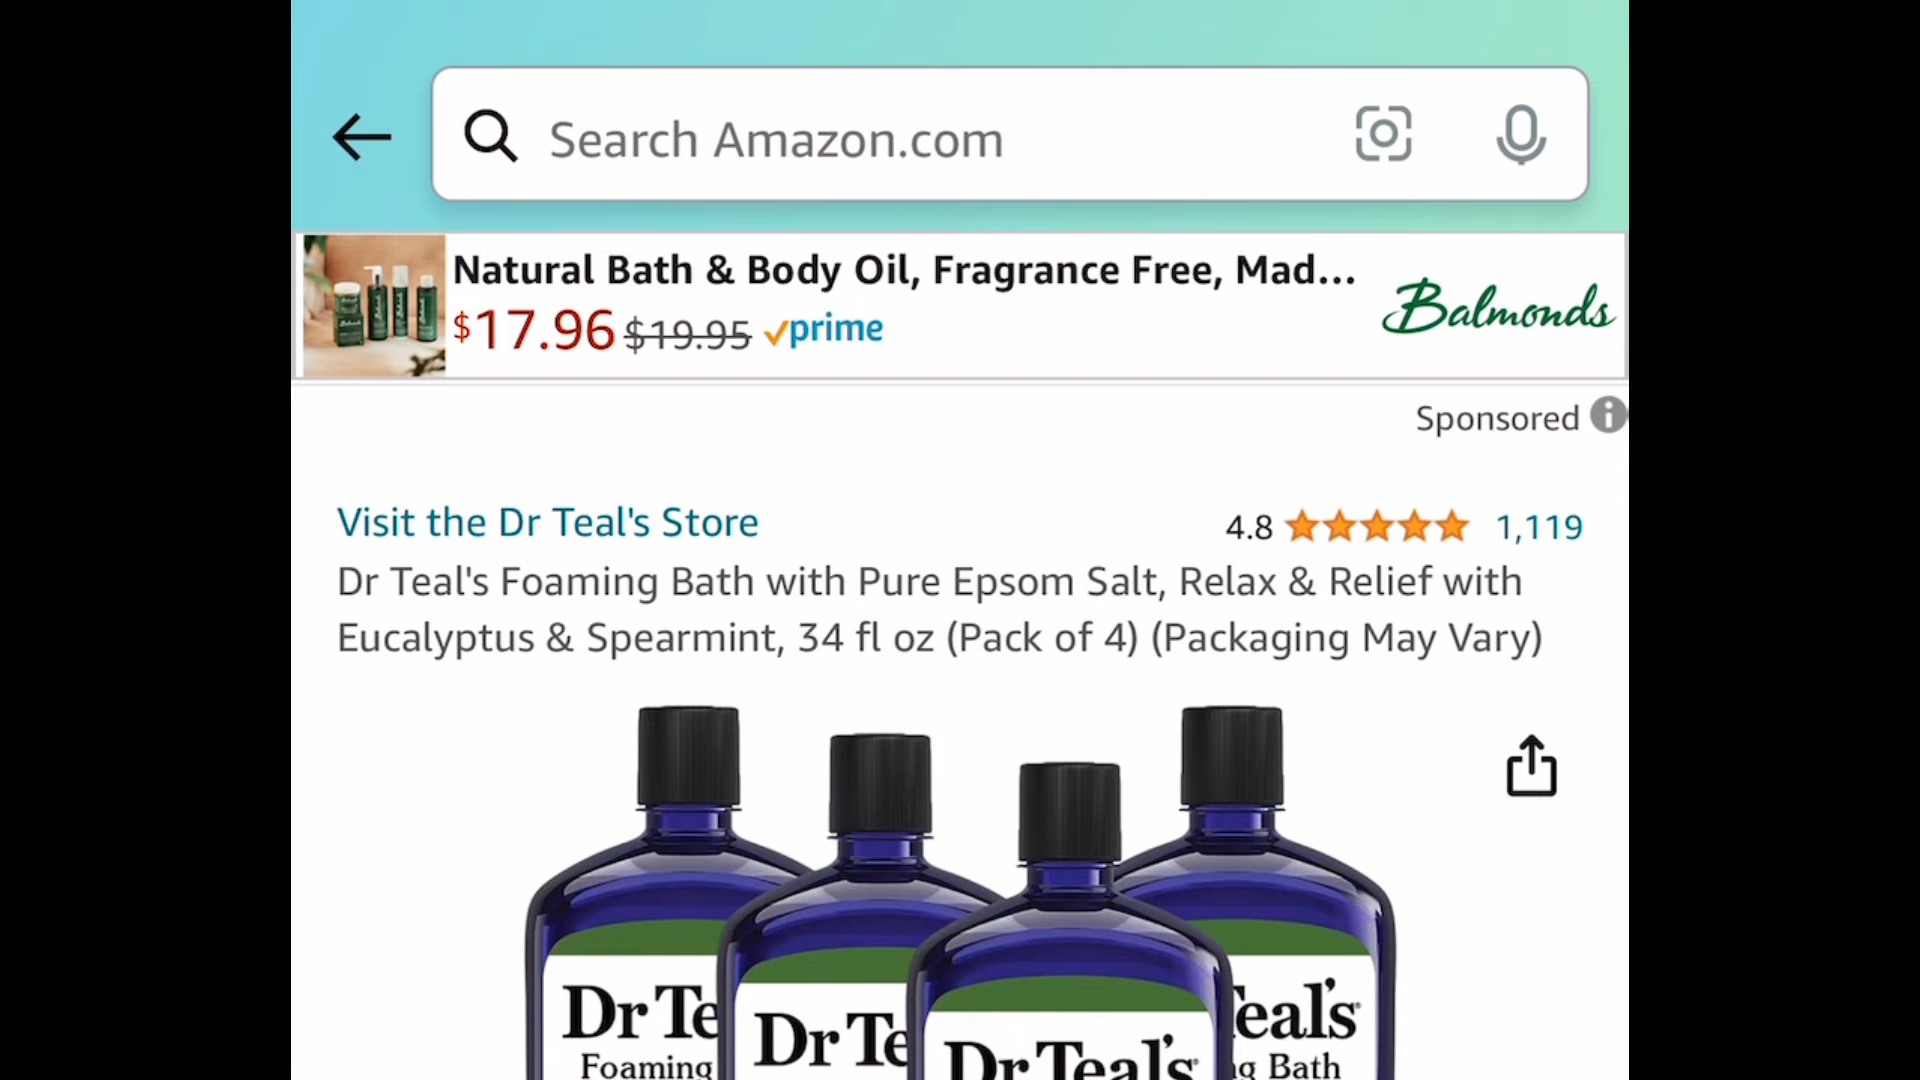 Search Amazon.com
Natural Bath & Body Oil, Fragrance Free, Mad...
$17.96 $19.95 prime
Balmonds
Sponsored
Visit the Dr Teal's Store
4.8 1,119
Dr Teal's Foaming Bath with Pure Epsom Salt, Relax & Relief with
Eucalyptus & Spearmint, 34 fl oz (Pack of 4) (Packaging May Vary)
Dr Te
Foaming
Dr Te
Dr Teal's
Teal's
ng Bath